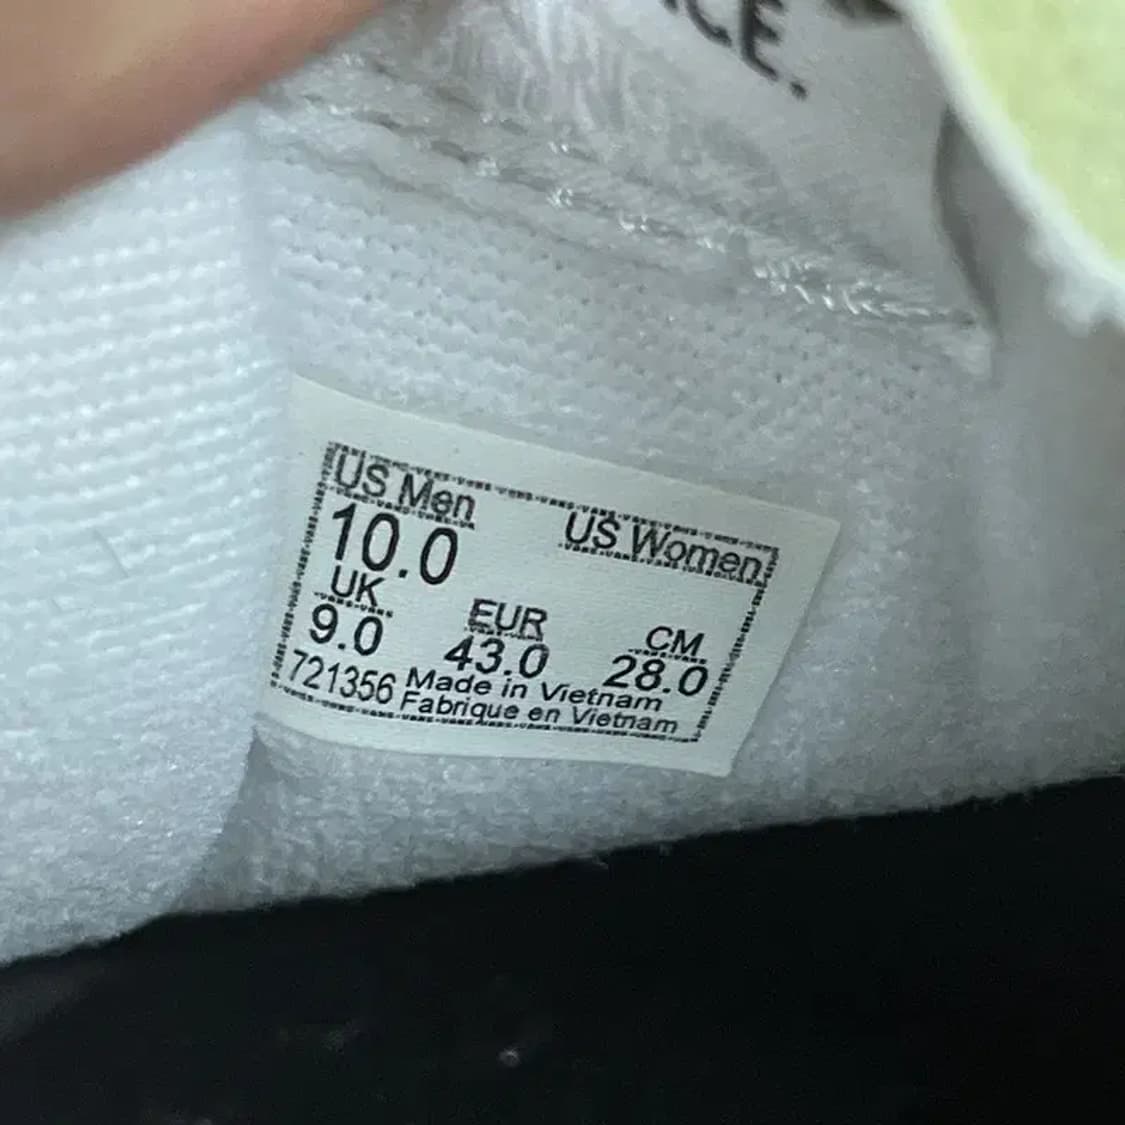 CE.
US Men US Women
10.0
UK EUR CM
9.0 43.0 28.0
721356 Made in Vietnam
Fabrique en Vietnam